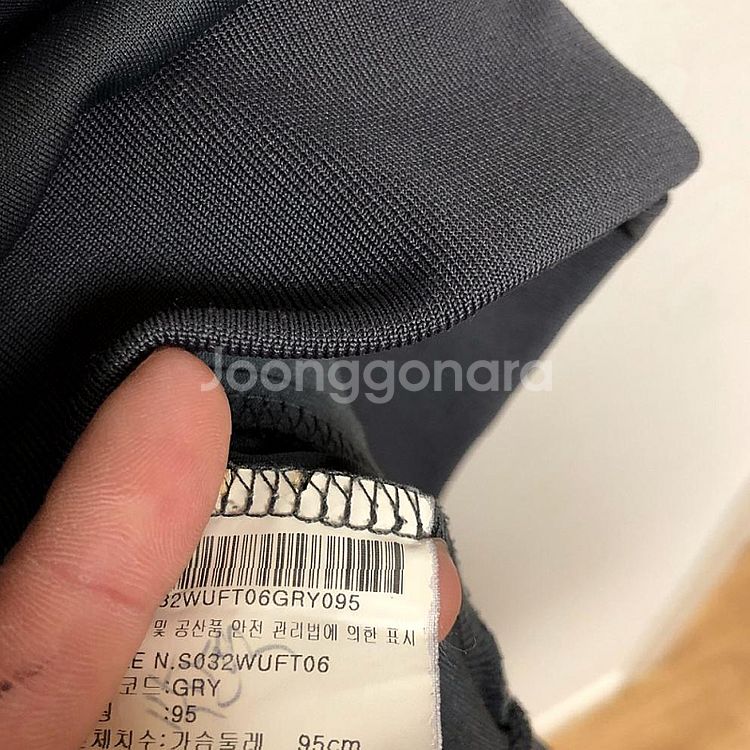 Joonggonara
32WUFT06GRY095
및 공산품 안전 관리법에 의한 표시
LE N.S032WUFT06
코드:GRY
:95
체치수:가슴둘레 95cm